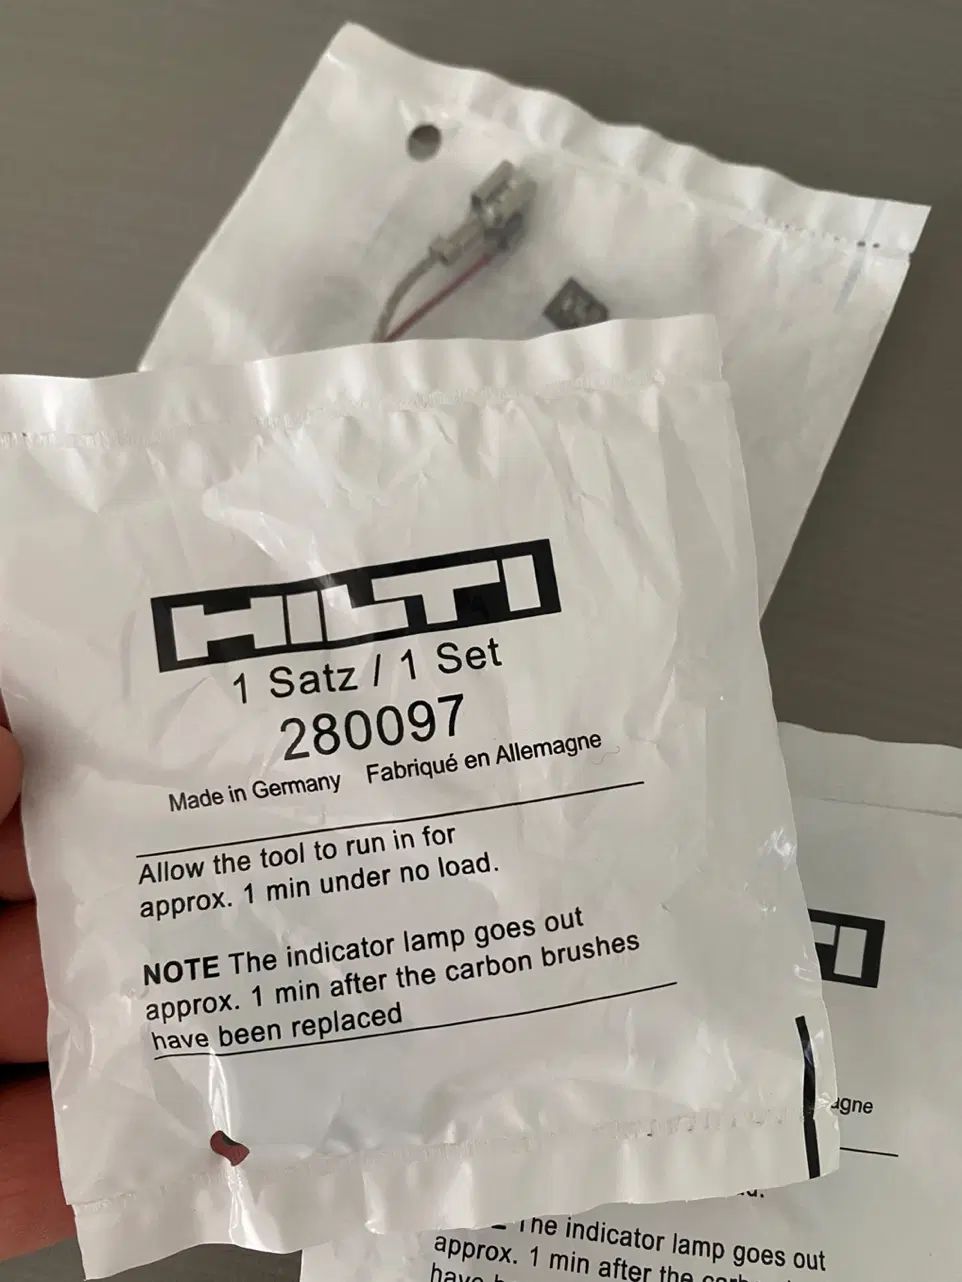 HILTI
1 Satz / 1 Set
280097
Made in Germany Fabriqué en Allemagne
Allow the tool to run in for
approx. 1 min under no load.
NOTE The indicator lamp goes out
approx. 1 min after the carbon brushes
have been replaced
agne
The indicator lamp goes out
approx. 1 min after the
have